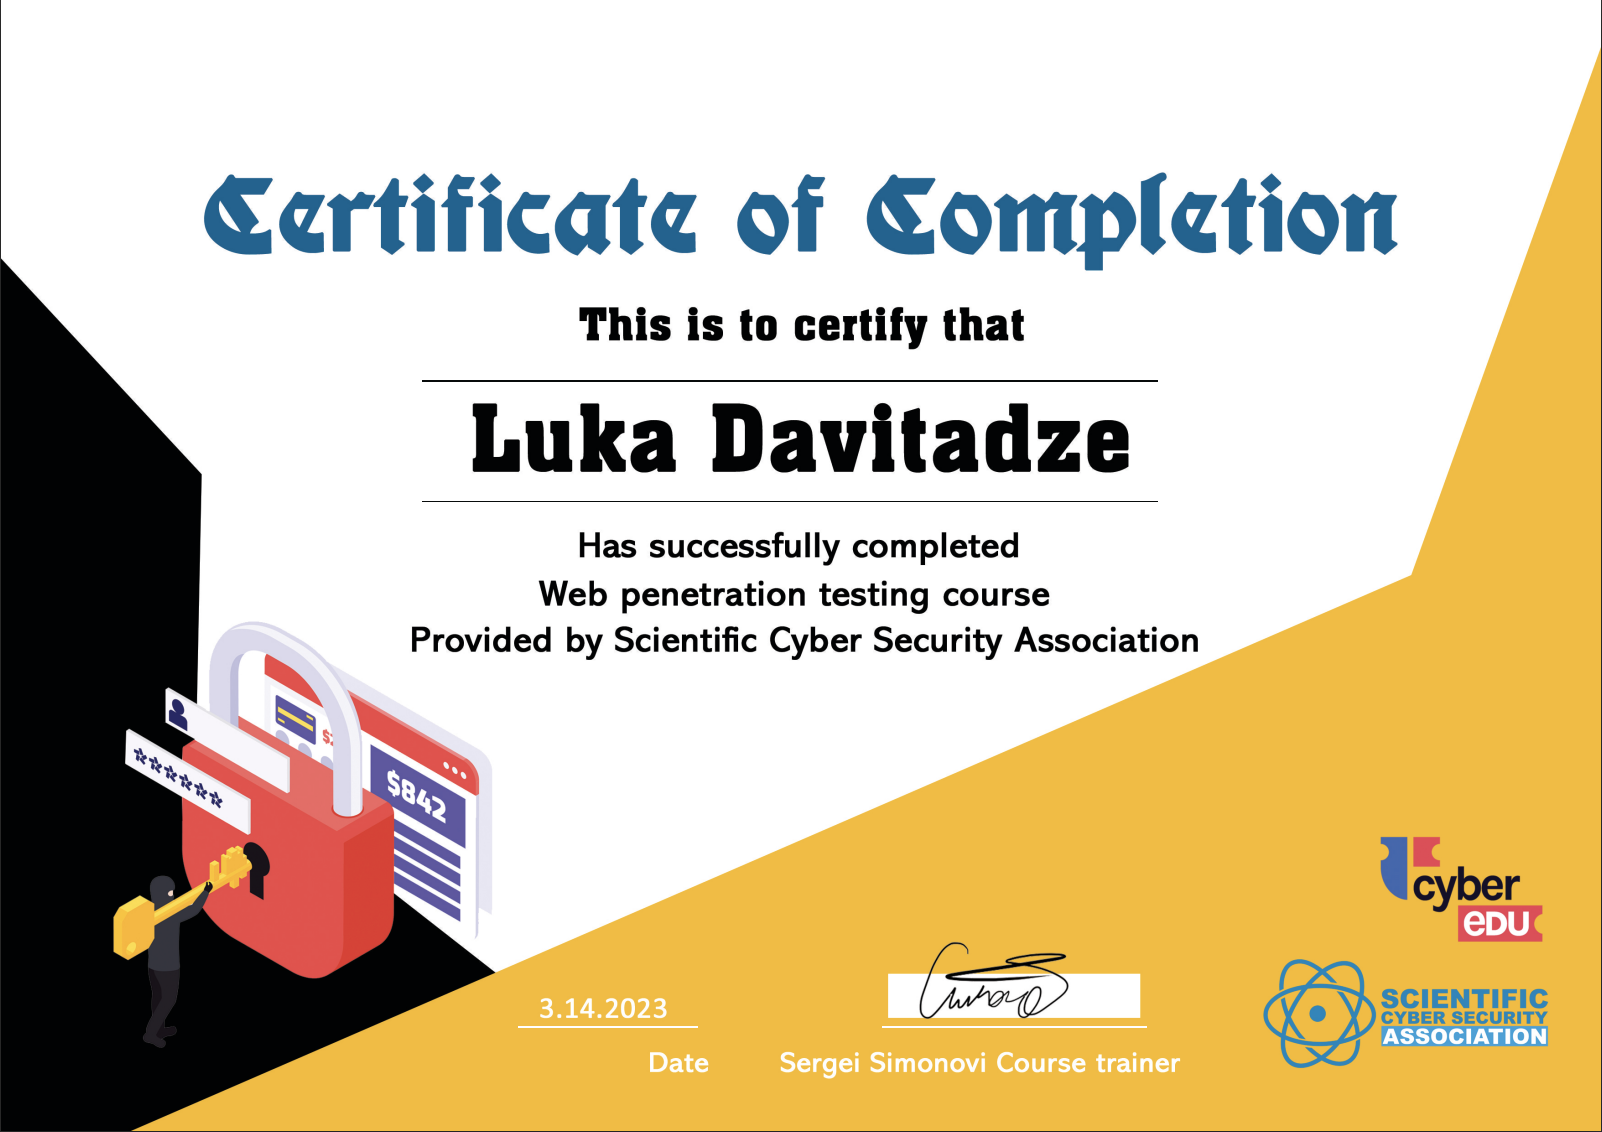 Certificate of Completion
This is to certify that
Luka Davitadze
Has successfully completed
Web penetration testing course
Provided by Scientific Cyber Security Association
******
$842
cyber
EDU
3.14.2023
Date
Sergei Simonovi Course trainer
SCIENTIFIC
CYBER SECURITY
ASSOCIATION